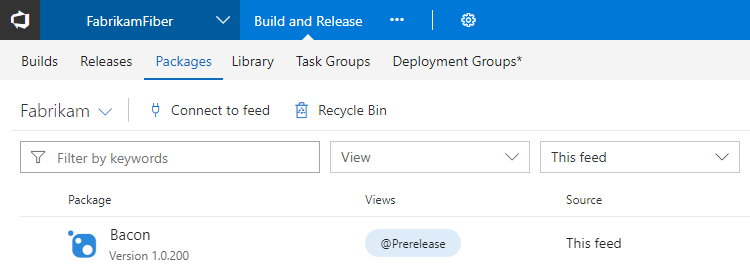 FabrikamFiber Build and Release ···
Builds Releases Packages Library Task Groups Deployment Groups*
Fabrikam Connect to feed Recycle Bin
Filter by keywords View This feed
Package Views Source
Bacon @Prerelease This feed
Version 1.0.200